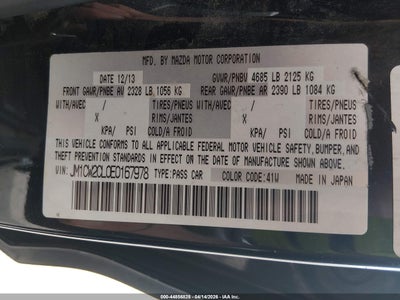 MFD. BY MAZDA MOTOR CORPORATION
DATE 12/13 GVWR/PNBV 4685 LB 2125 KG
FRONT GAWR/PNBE AV 2328 LB, 1056 KG REAR GAWR/PNBE AR 2390 LB 1084 KG
WITH/AVEC / TIRES/PNEUS WITH/AVEC / TIRES/PNEUS
X RIMS/JANTES X RIMS/JANTES
KPA/ PSI COLD/A FROID KPA/ PSI COLD/A FROID
THIS VEHICLE CONFORMS TO ALL APPLICABLE FEDERAL MOTOR VEHICLE SAFETY, BUMPER, AND
THEFT PREVENTION STANDARDS IN EFFECT ON THE DATE OF MANUFACTURE SHOWN ABOVE.
VIN: JM1CW2CL0E0167978 TYPE: PASS CAR COLOR CODE: 41W MADE IN JAPAN
000-44858828 - 04/14/2026 - WWW.IAAI.COM